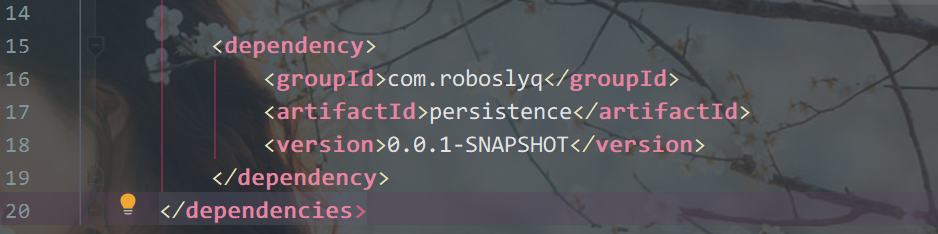 14
15 <dependency>
16 <groupId>com.roboslyq</groupId>
17 <artifactId>persistence</artifactId>
18 <version>0.0.1-SNAPSHOT</version>
19 </dependency>
20 </dependencies>